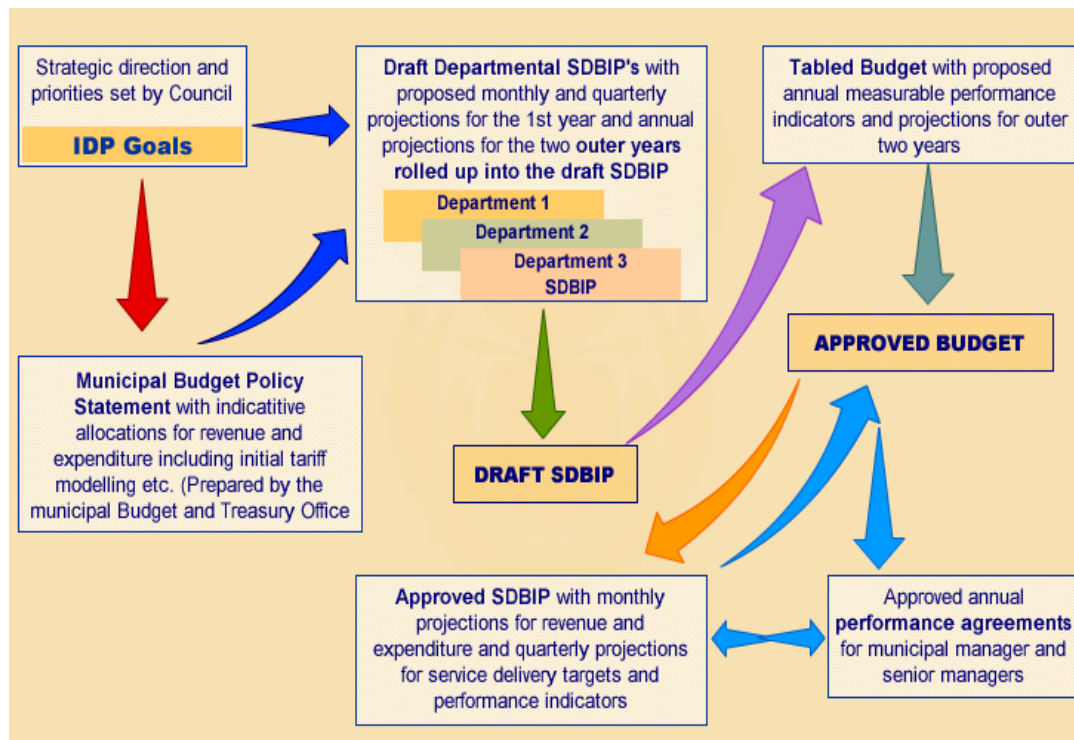 Strategic direction and
priorities set by Council
IDP Goals
Draft Departmental SDBIP's with
proposed monthly and quarterly
projections for the 1st year and annual
projections for the two outer years
rolled up into the draft SDBIP
Department 1
Department 2
Department 3
SDBIP
Tabled Budget with proposed
annual measurable performance
indicators and projections for outer
two years
APPROVED BUDGET
Municipal Budget Policy
Statement with indicatitive
allocations for revenue and
expenditure including initial tariff
modelling etc. (Prepared by the
municipal Budget and Treasury Office
DRAFT SDBIP
Approved SDBIP with monthly
projections for revenue and
expenditure and quarterly projections
for service delivery targets and
performance indicators
Approved annual
performance agreements
for municipal manager and
senior managers